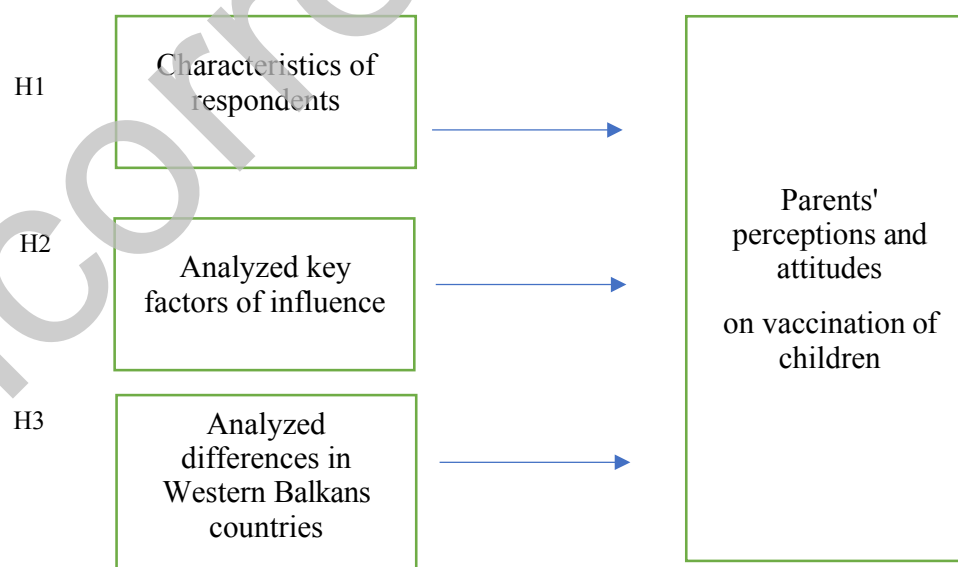 H1
Characteristics of
respondents
H2
Analyzed key
factors of influence
H3
Analyzed
differences in
Western Balkans
countries
Parents'
perceptions and
attitudes
on vaccination of
children
corre